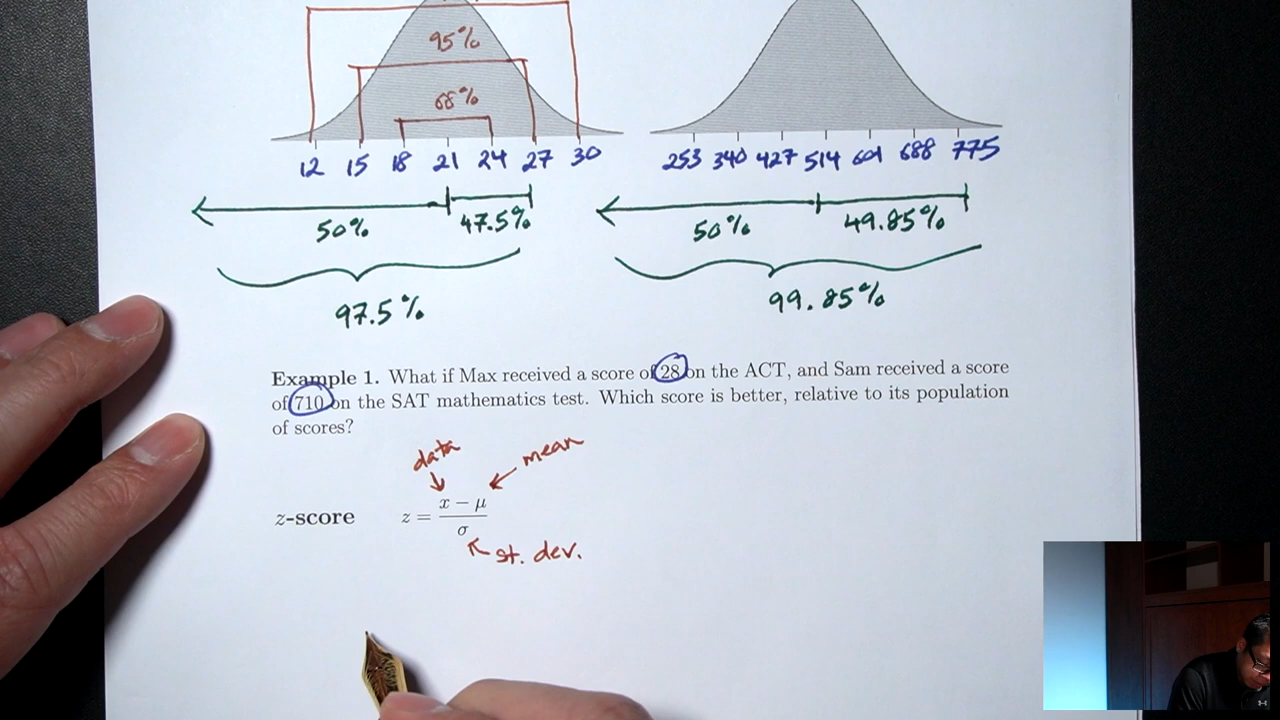 95%
68%
12 15 18 21 24 27 30
253 340 427 514 601 688 775
50% 47.5% 50% 49.85%
97.5% 99.85%
Example 1. What if Max received a score of 28 on the ACT, and Sam received a score
of 710 on the SAT mathematics test. Which score is better, relative to its population
of scores?
data mean
z-score z = x − μ
σ
st. dev.